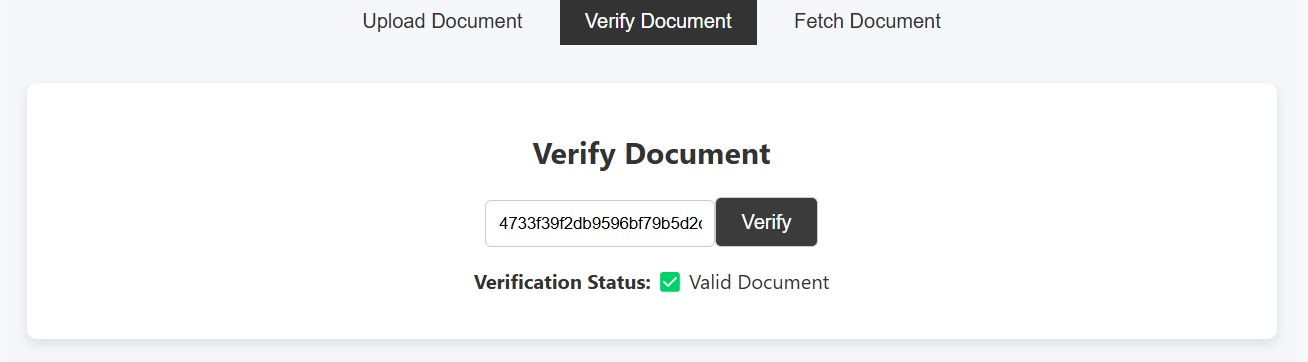 Upload Document Verify Document Fetch Document
Verify Document
4733f39f2db9596bf79b5d2 Verify
Verification Status: ✅ Valid Document